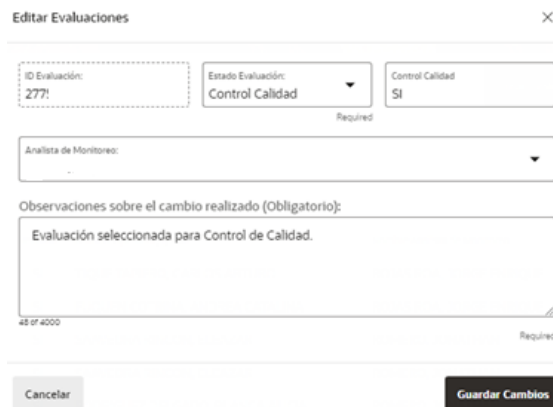 Editar Evaluaciones ×
ID Evaluación: Estado Evaluación: Control Calidad
277 Control Calidad SI
Required
Analista de Monitoreo:
Observaciones sobre el cambio realizado (Obligatorio):
Evaluación seleccionada para Control de Calidad.
48 of 4000
Required
Cancelar Guardar Cambios